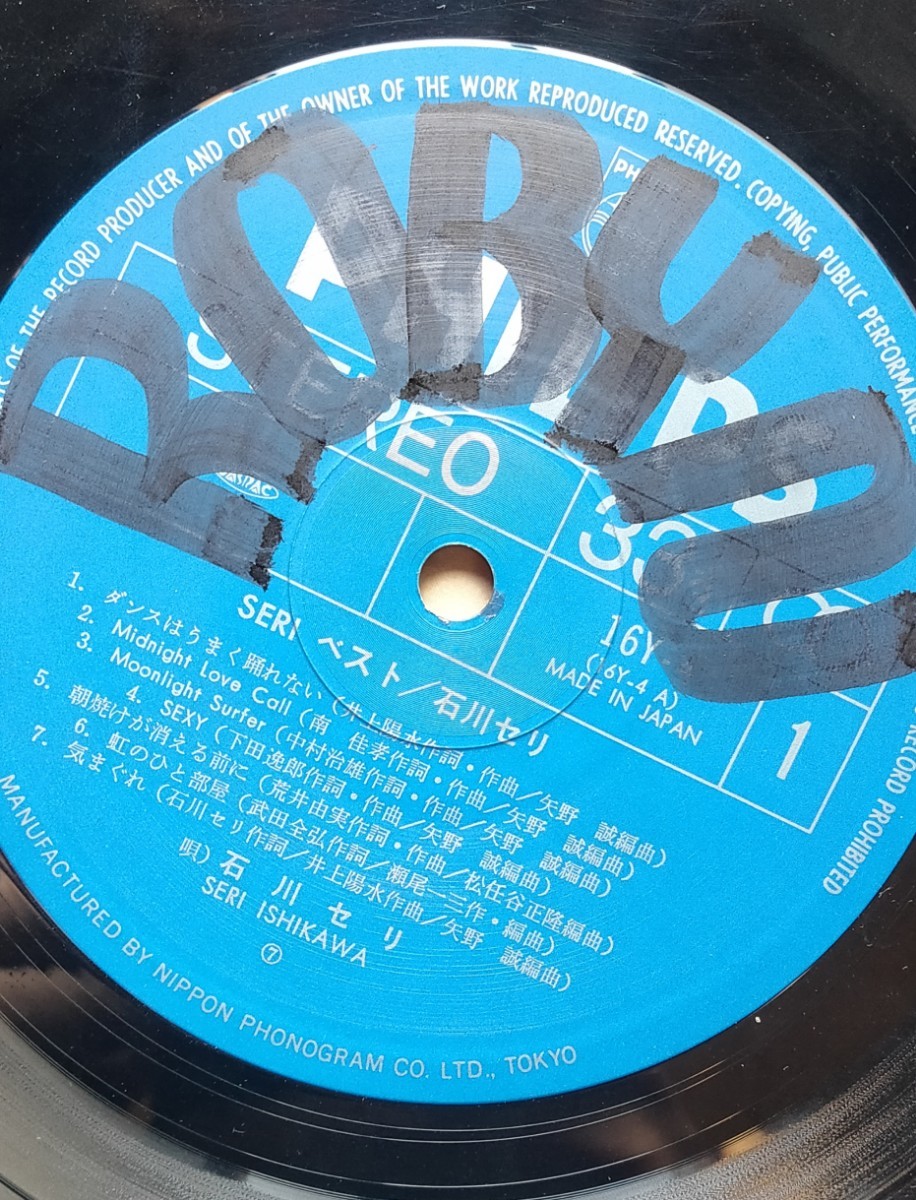 OF THE RECORD PRODUCER AND OF THE OWNER OF THE WORK REPRODUCED RESERVED. COPYING, PUBLIC PERFORMANCE
RECORD PROHIBITED
ROBYN
STEREO
33
JASRAC
16Y
(16Y-4 A)
MADE IN JAPAN
1
SERI ベスト/石川セリ
1. ダンスはうまく踊れない (井上陽水作詞・作曲/矢野 誠編曲)
2. Midnight Love Call (南 佳孝作詞・作曲/矢野 誠編曲)
3. Moonlight Surfer (中村治雄作詞・作曲/矢野 誠編曲)
4. SEXY (下田逸郎作詞・作曲/矢野 誠編曲)
5. 朝焼けが消える前に (荒井由実作詞・作曲/松任谷正隆編曲)
6. 虹のひと部屋 (武田全弘作詞/瀬尾一三作・編曲)
7. 気まぐれ (石川セリ作詞/井上陽水作曲/矢野 誠編曲)
唄) 石川セリ
SERI ISHIKAWA
⑦
MANUFACTURED BY NIPPON PHONOGRAM CO. LTD., TOKYO